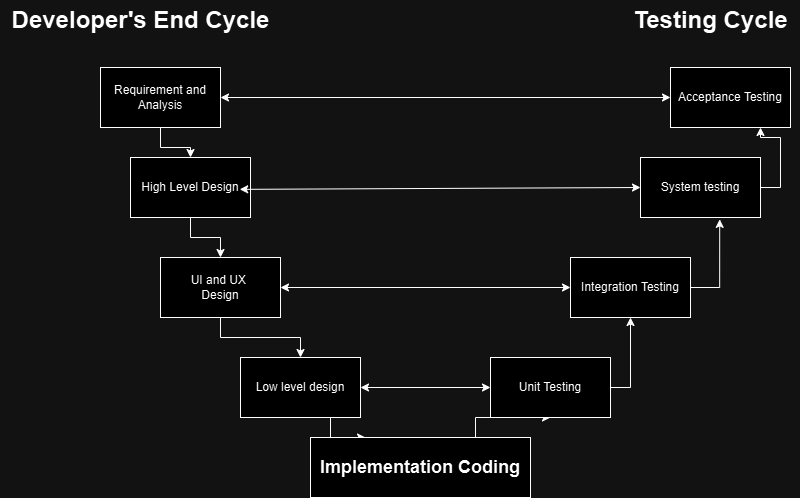 Developer's End Cycle
Testing Cycle
Requirement and
Analysis
Acceptance Testing
High Level Design
System testing
UI and UX
Design
Integration Testing
Low level design
Unit Testing
Implementation Coding